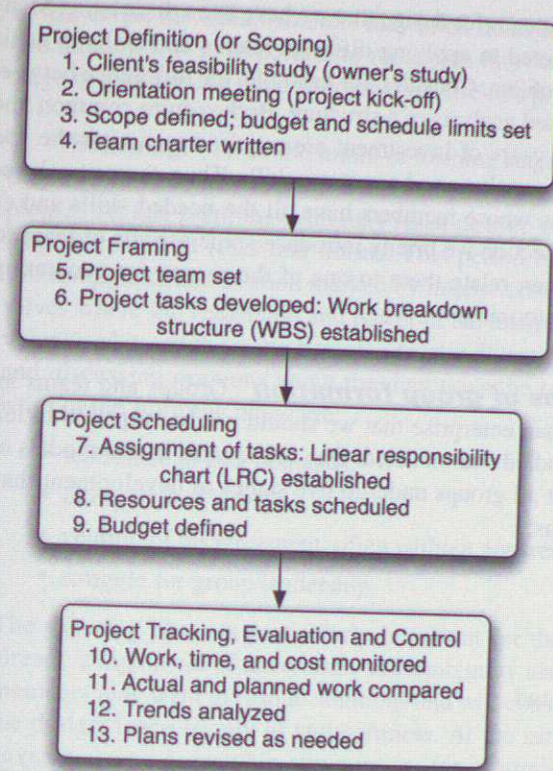 Project Definition (or Scoping)
1. Client's feasibility study (owner's study)
2. Orientation meeting (project kick-off)
3. Scope defined; budget and schedule limits set
4. Team charter written
Project Framing
5. Project team set
6. Project tasks developed: Work breakdown
structure (WBS) established
Project Scheduling
7. Assignment of tasks: Linear responsibility
chart (LRC) established
8. Resources and tasks scheduled
9. Budget defined
Project Tracking, Evaluation and Control
10. Work, time, and cost monitored
11. Actual and planned work compared
12. Trends analyzed
13. Plans revised as needed